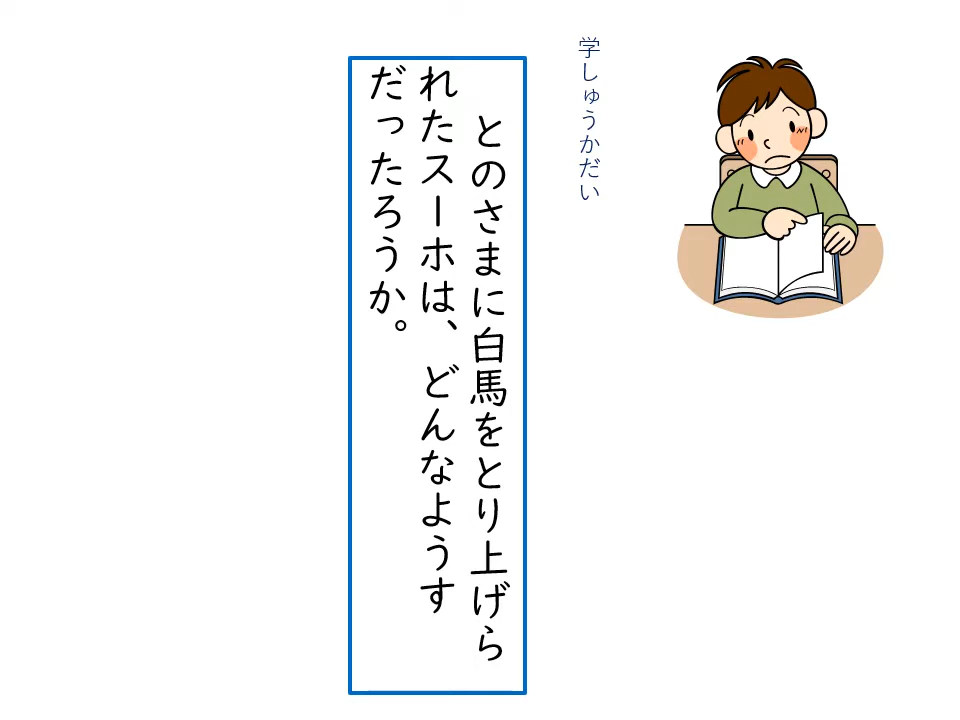 学しゅうかだい
とのさまに白馬をとり上げら
れたスーホは、どんなようす
だったろうか。